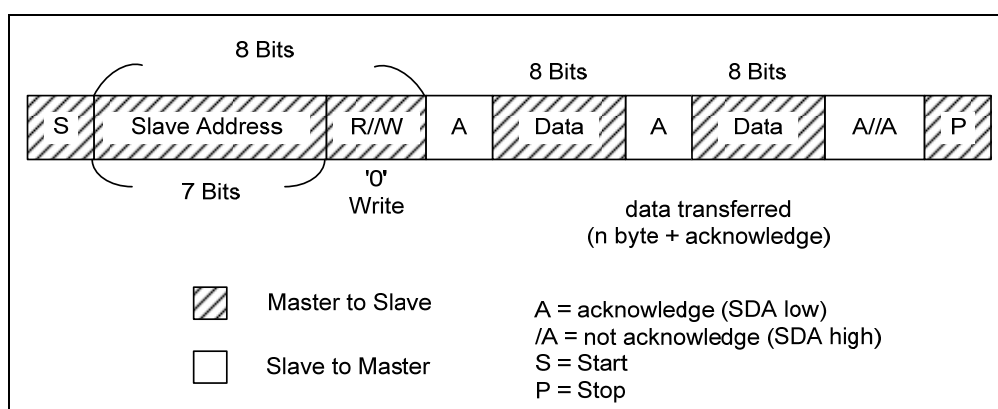 8 Bits
8 Bits 8 Bits
S Slave Address R//W A Data A Data A//A P
7 Bits
'0'
Write
data transferred
(n byte + acknowledge)
Master to Slave
Slave to Master
A = acknowledge (SDA low)
/A = not acknowledge (SDA high)
S = Start
P = Stop